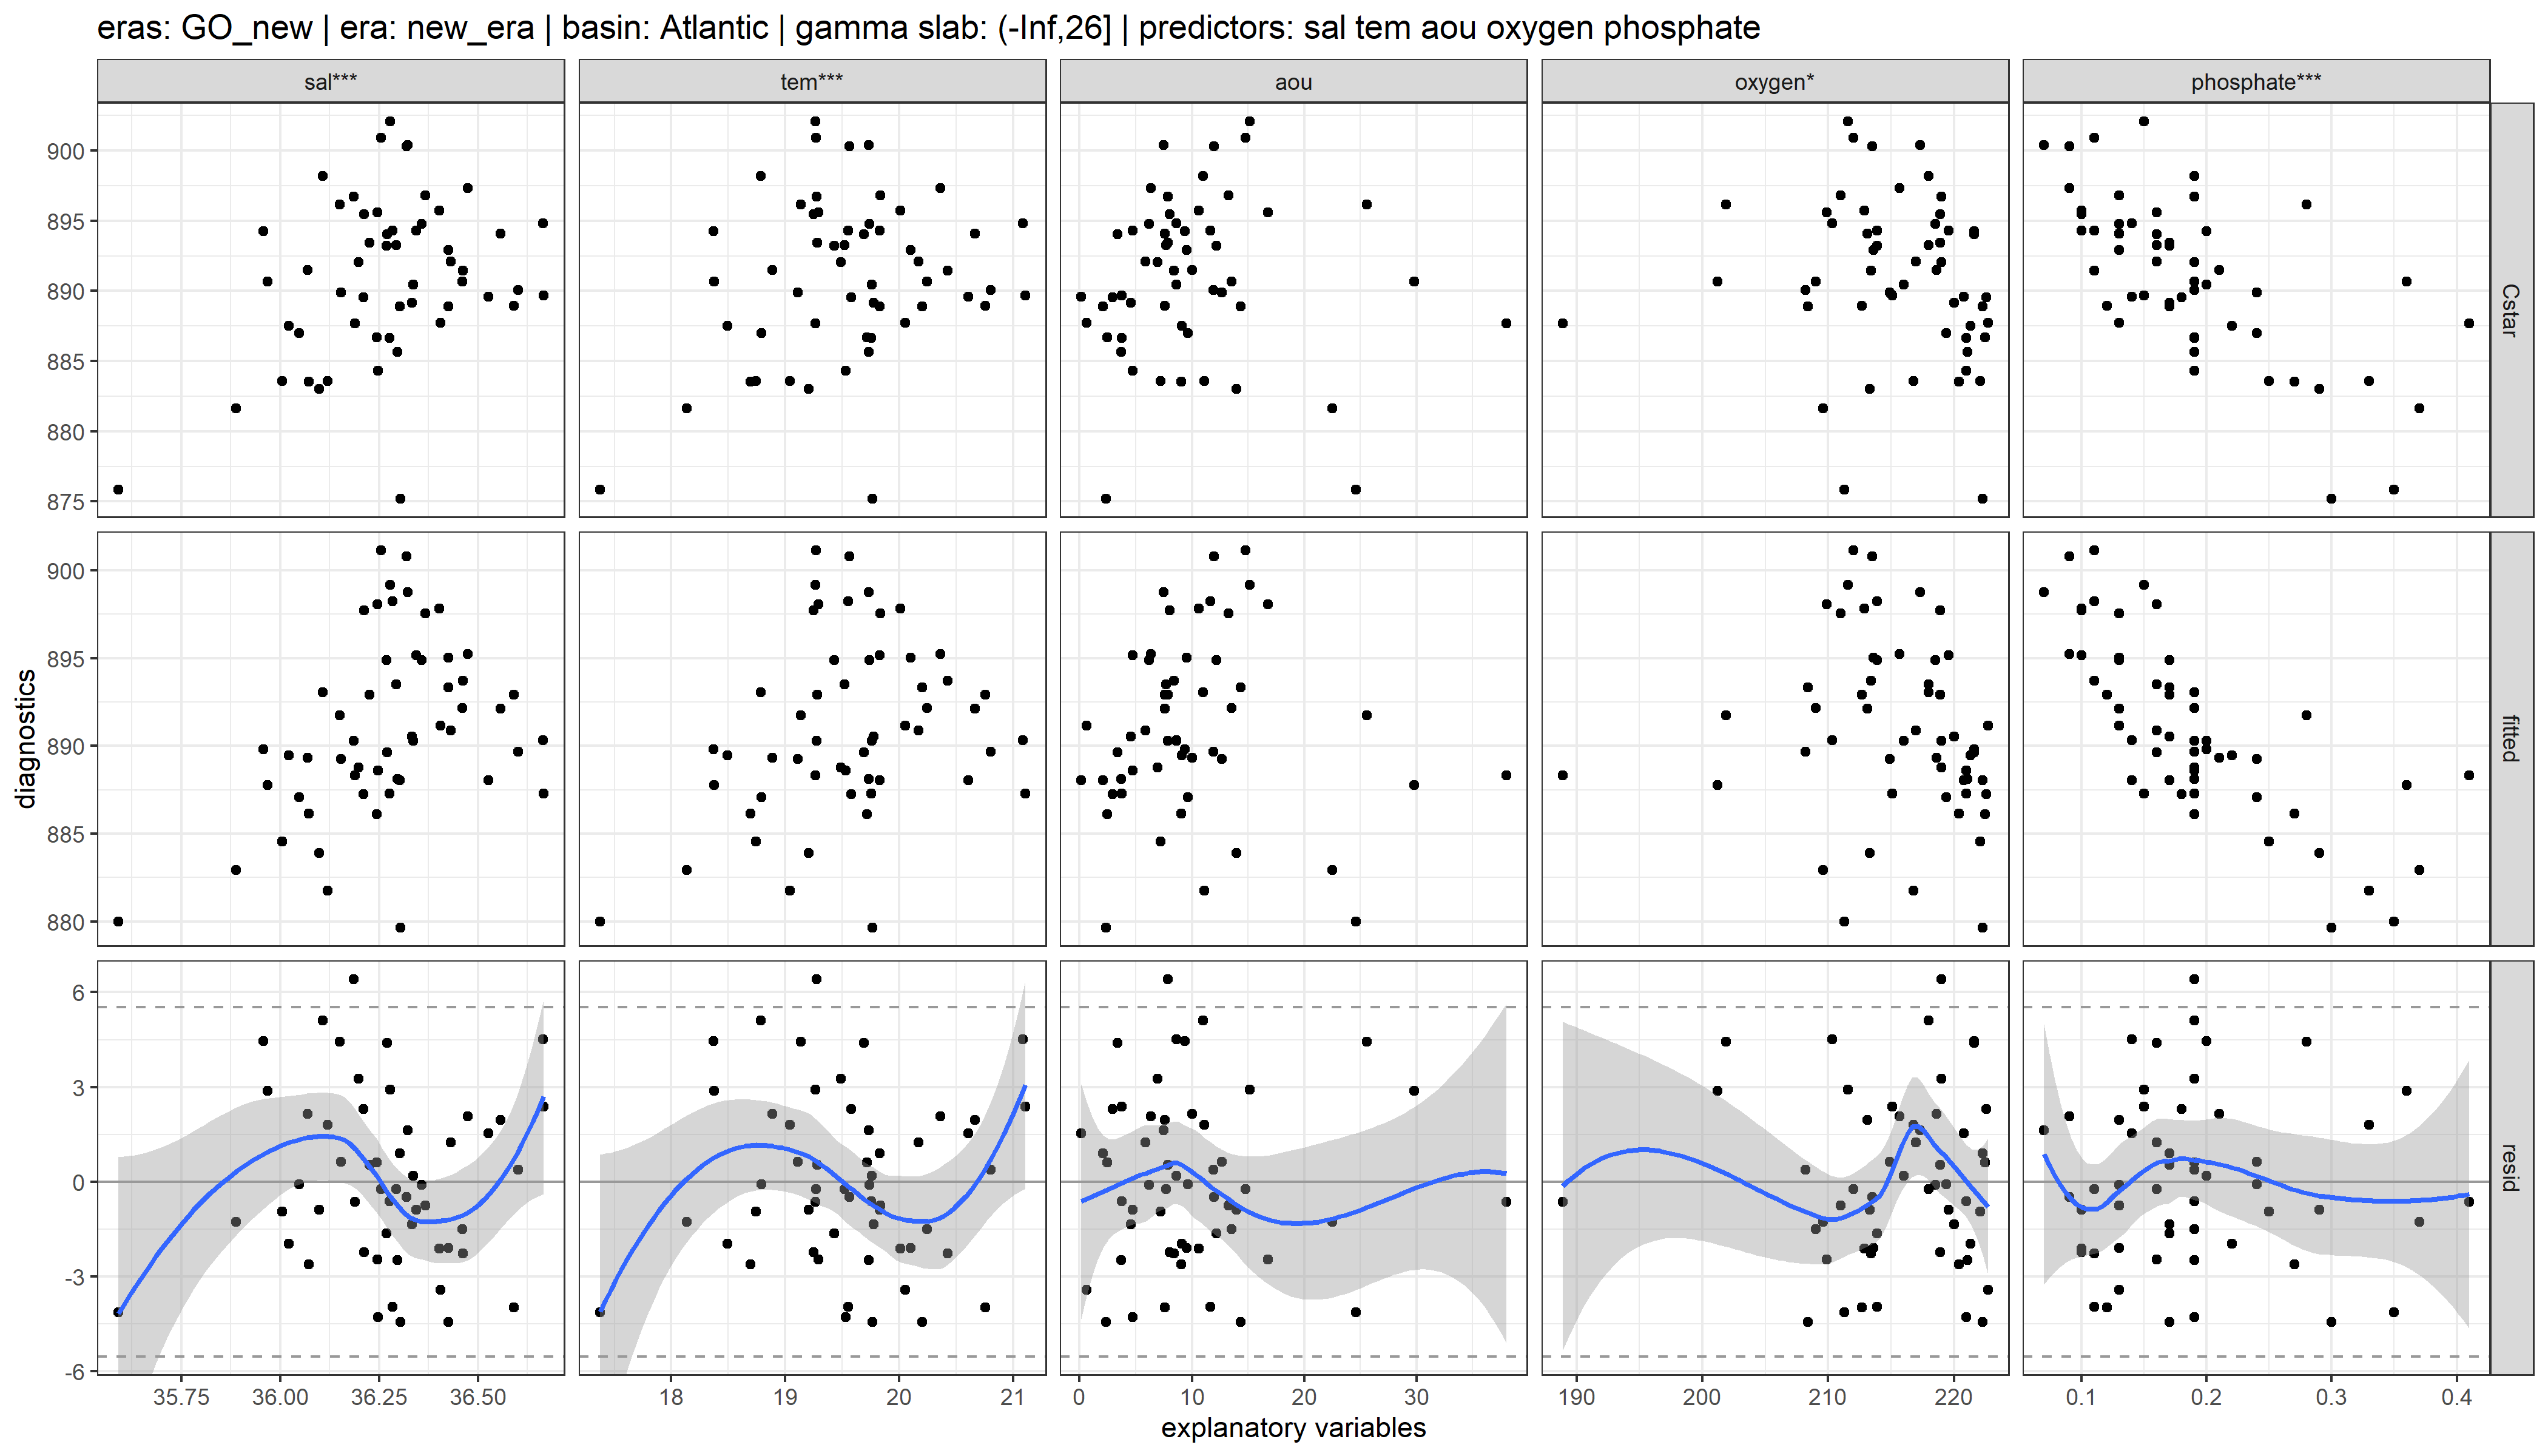 eras: GO_new | era: new_era | basin: Atlantic | gamma slab: (-Inf,26] | predictors: sal tem aou oxygen phosphate
sal***
tem***
aou
oxygen*
phosphate***
900
895
890
885
880
875
Cstar
900
895
890
885
880
fitted
6
3
0
-3
-6
resid
diagnostics
35.75 36.00 36.25 36.50
18 19 20 21
0 10 20 30
190 200 210 220
0.1 0.2 0.3 0.4
explanatory variables